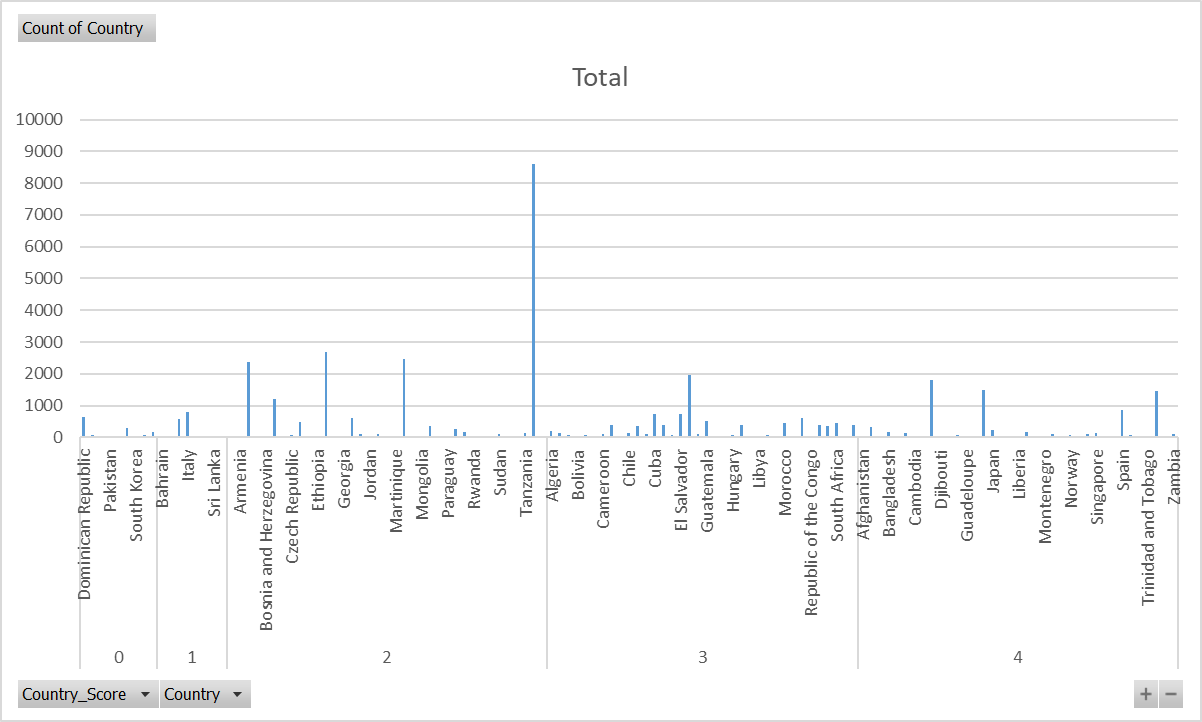 Count of Country
Total
10000
9000
8000
7000
6000
5000
4000
3000
2000
1000
0
Dominican Republic
Pakistan
South Korea
Bahrain
Italy
Sri Lanka
Armenia
Bosnia and Herzegovina
Czech Republic
Ethiopia
Georgia
Jordan
Martinique
Mongolia
Paraguay
Rwanda
Sudan
Tanzania
Algeria
Bolivia
Cameroon
Chile
Cuba
El Salvador
Guatemala
Hungary
Libya
Morocco
Republic of the Congo
South Africa
Afghanistan
Bangladesh
Cambodia
Djibouti
Guadeloupe
Japan
Liberia
Montenegro
Norway
Singapore
Spain
Trinidad and Tobago
Zambia
0 1 2 3 4
Country_Score Country + −